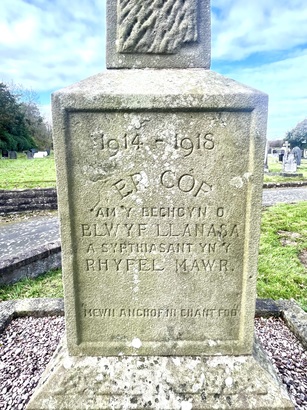 1914 - 1918
ER COF
AM Y BECHGYN O
BLWYF LLANASA
A SYRTHIASANT YN Y
RHYFEL MAWR.
MEWN ANGHOF NI CHANT FOD